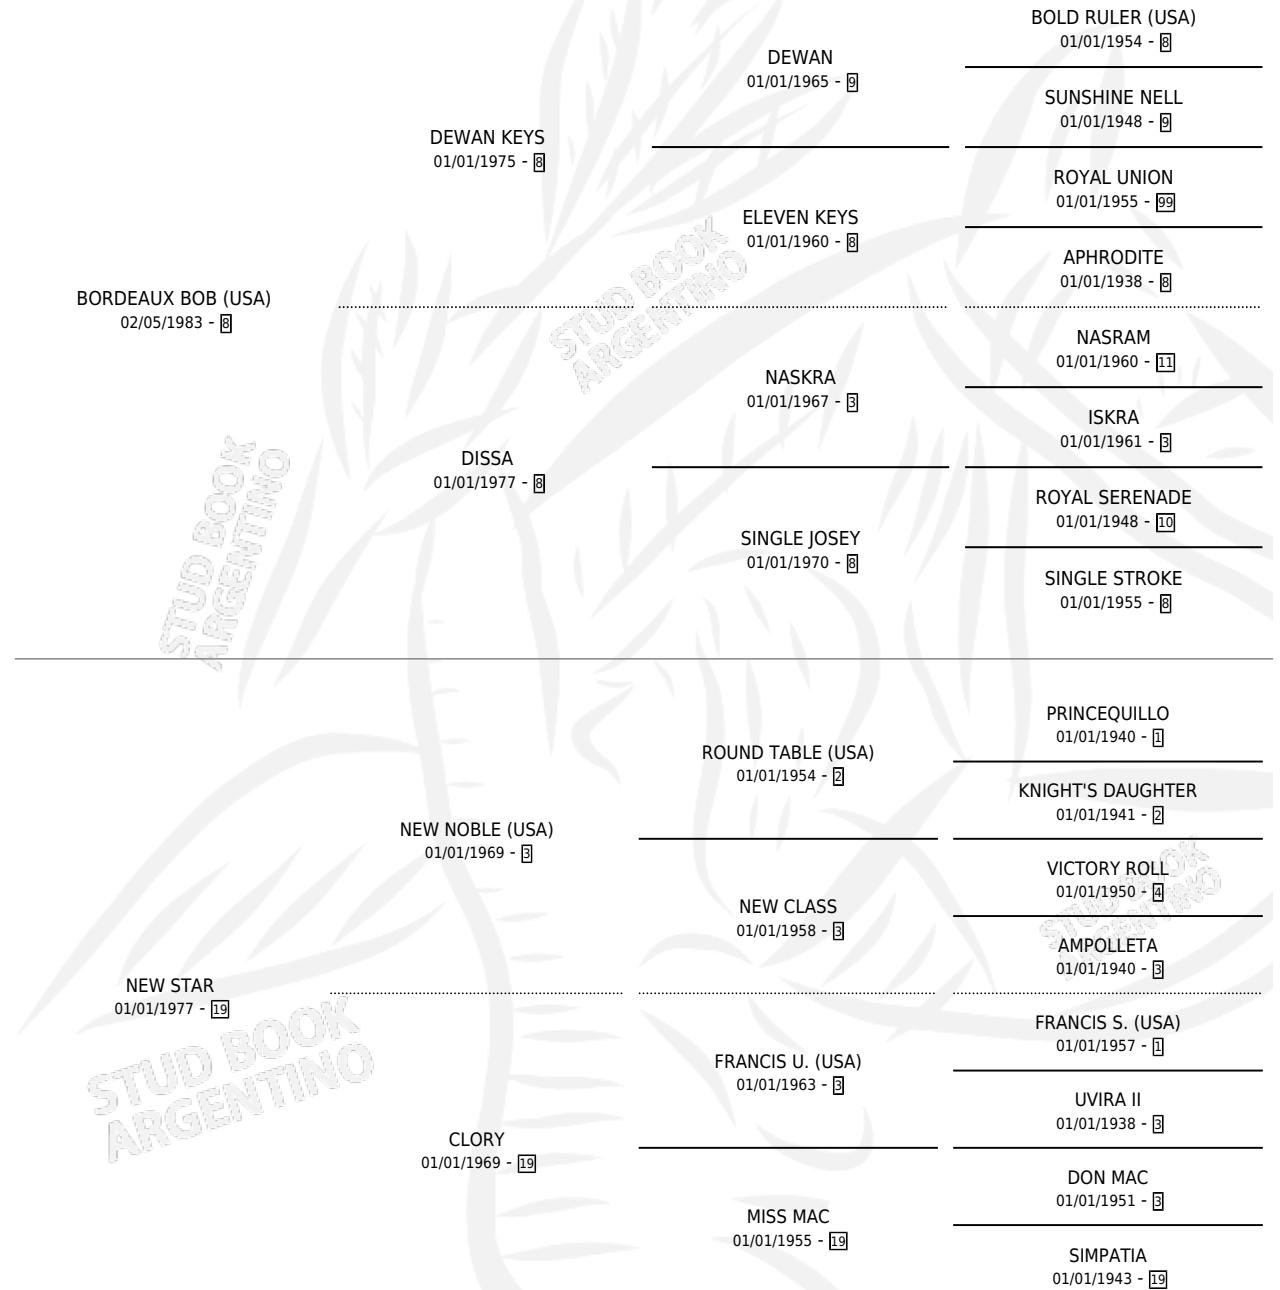 BOLD RULER (USA)
01/01/1954 - 8
DEWAN
01/01/1965 - 9
SUNSHINE NELL
01/01/1948 - 9
DEWAN KEYS
01/01/1975 - 8
ROYAL UNION
01/01/1955 - 99
ELEVEN KEYS
01/01/1960 - 8
APHRODITE
01/01/1938 - 8
BORDEAUX BOB (USA)
02/05/1983 - 8
STUD BOOK
ARGENTINO
NASRAM
01/01/1960 - 11
NASKRA
01/01/1967 - 3
ISKRA
01/01/1961 - 3
DISSA
01/01/1977 - 8
ROYAL SERENADE
01/01/1948 - 10
SINGLE JOSEY
01/01/1970 - 8
SINGLE STROKE
01/01/1955 - 8
STUD BOOK
ARGENTINO
PRINCEQUILLO
01/01/1940 - 1
ROUND TABLE (USA)
01/01/1954 - 2
KNIGHT'S DAUGHTER
01/01/1941 - 2
NEW NOBLE (USA)
01/01/1969 - 3
VICTORY ROLL
01/01/1950 - 4
NEW CLASS
01/01/1958 - 3
STUD BOOK
ARGENTINO
AMPOLLETA
01/01/1940 - 3
NEW STAR
01/01/1977 - 19
FRANCIS S. (USA)
01/01/1957 - 1
FRANCIS U. (USA)
01/01/1963 - 3
STUD BOOK
ARGENTINO
UVIRA II
01/01/1938 - 3
CLORY
01/01/1969 - 19
DON MAC
01/01/1951 - 3
MISS MAC
01/01/1955 - 19
SIMPATIA
01/01/1943 - 19